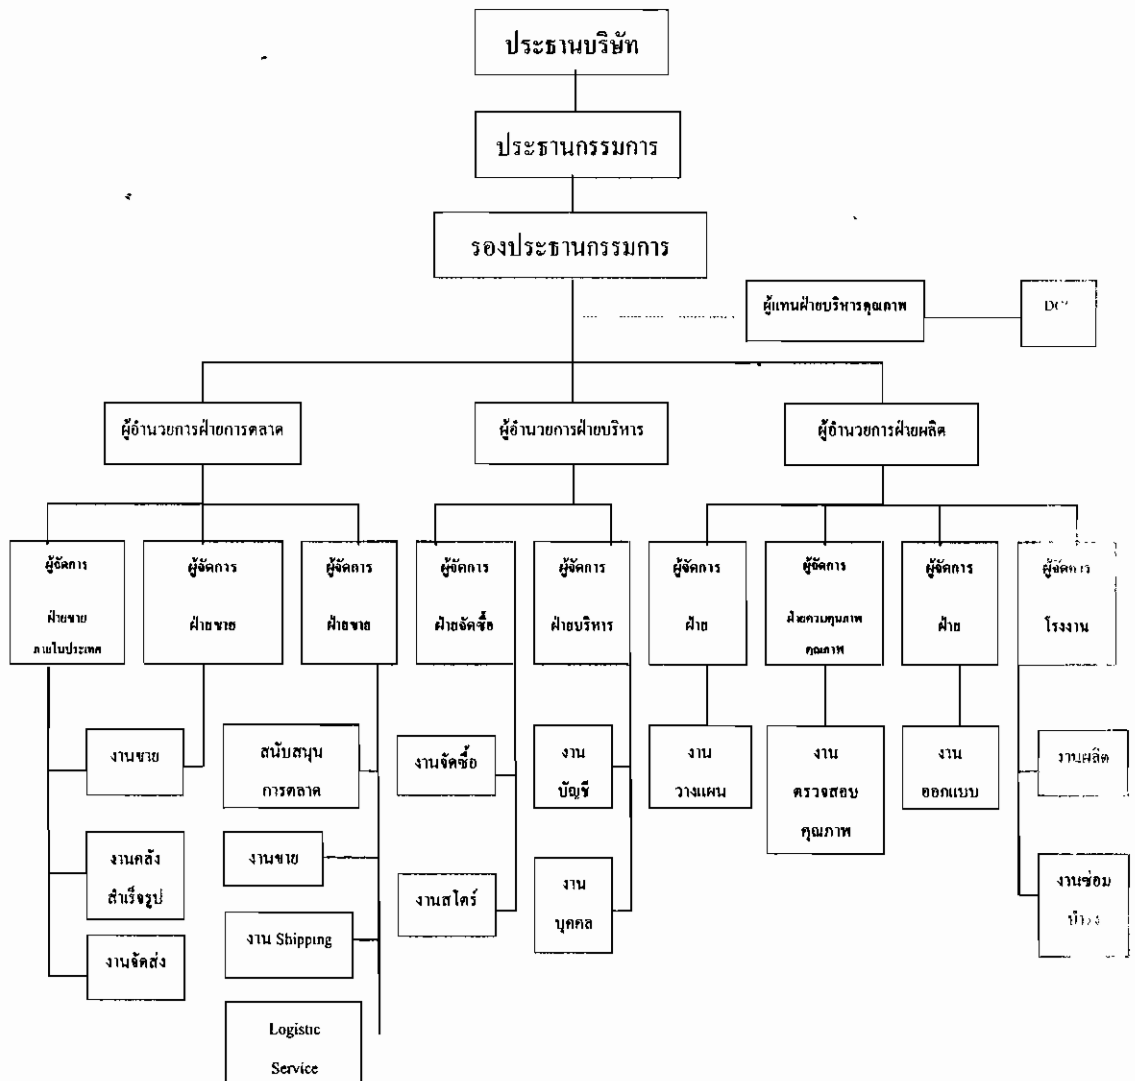 ประธานบริษัท
ประธานกรรมการ
รองประธานกรรมการ
ผู้แทนฝ่ายบริหารคุณภาพ
ผู้อำนวยการฝ่ายการตลาด
ผู้อำนวยการฝ่ายบริหาร
ผู้อำนวยการฝ่ายผลิต
ผู้จัดการ
ฝ่ายขาย
ภายในประเทศ
ผู้จัดการ
ฝ่ายขาย
ผู้จัดการ
ฝ่ายขาย
ผู้จัดการ
ฝ่ายจัดซื้อ
ผู้จัดการ
ฝ่ายบริหาร
ผู้จัดการ
ฝ่าย
ผู้จัดการ
ฝ่ายควบคุมภาพ
คุณภาพ
ผู้จัดการ
ฝ่าย
ผู้จัดการ
โรงงาน
งานขาย
งานคลัง
สำเร็จรูป
งานจัดส่ง
สนับสนุน
การตลาด
งานขาย
งาน Shipping
Logistic
Service
งานจัดซื้อ
งานสโตร์
งาน
บัญชี
งาน
บุคคล
งาน
วางแผน
งาน
ตรวจสอบ
คุณภาพ
งาน
ออกแบบ
งานผลิต
งานซ่อม